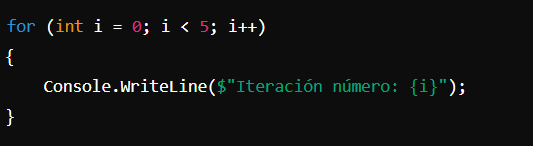 for (int i = 0; i < 5; i++)
{
    Console.WriteLine($"Iteración número: {i}");
}